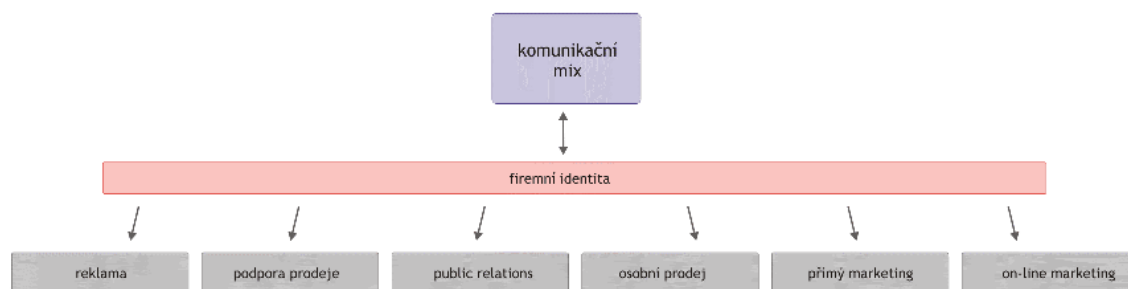 komunikační
mix
firemní identita
reklama
podpora prodeje
public relations
osobní prodej
přímý marketing
on-line marketing